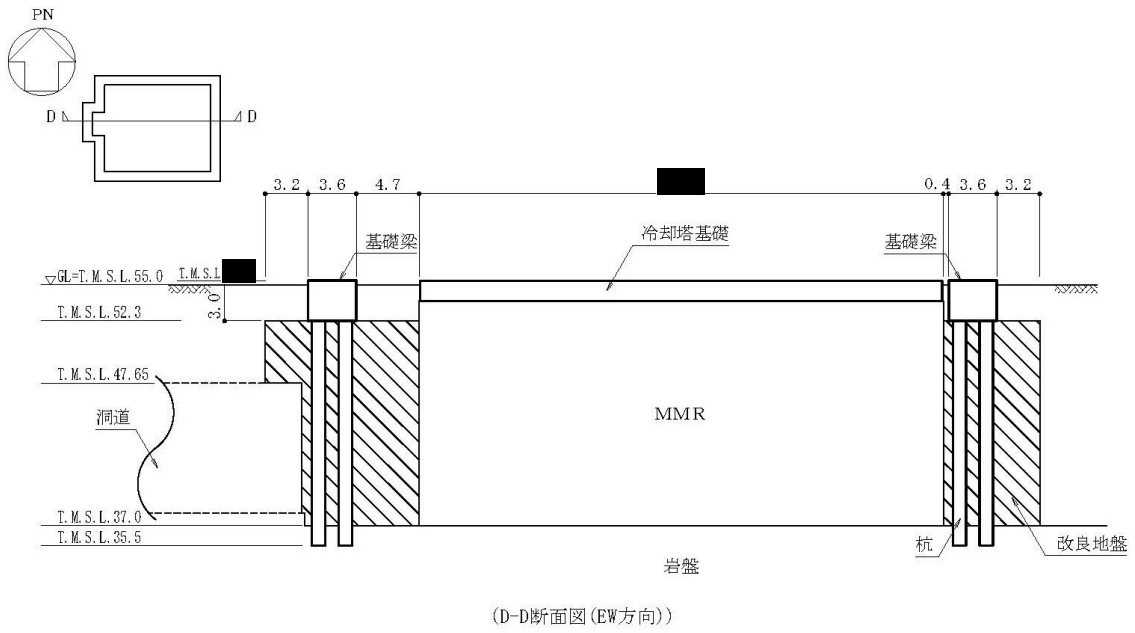 PN
D D
3.2 3.6 4.7 0.4 3.6 3.2
基礎梁 冷却塔基礎 基礎梁
▽GL=T.M.S.L.55.0 T.M.S.L
3.0
T.M.S.L.52.3
T.M.S.L.47.65
洞道
MMR
T.M.S.L.37.0
T.M.S.L.35.5
杭 改良地盤
岩盤
(D-D断面図(EW方向))